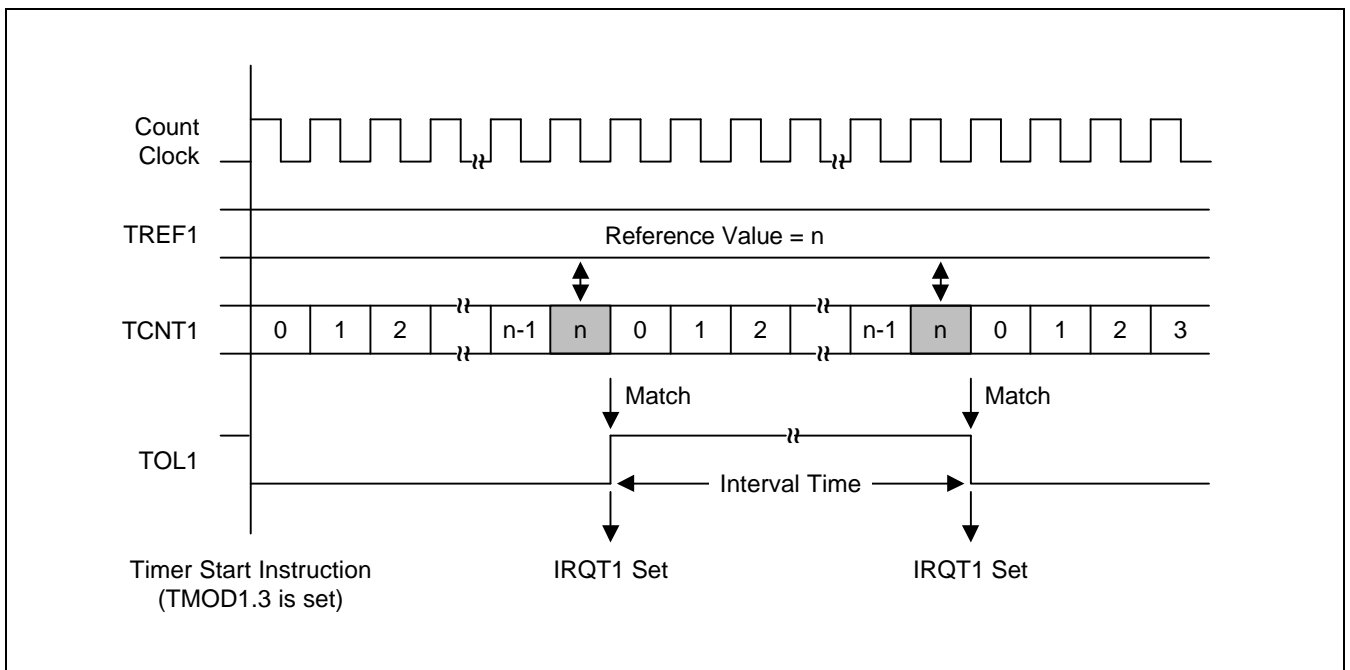 Count
Clock
TREF1
Reference Value = n
TCNT1
0 1 2 n-1 n 0 1 2 n-1 n 0 1 2 3
Match Match
TOL1
Interval Time
Timer Start Instruction
(TMOD1.3 is set)
IRQT1 Set IRQT1 Set